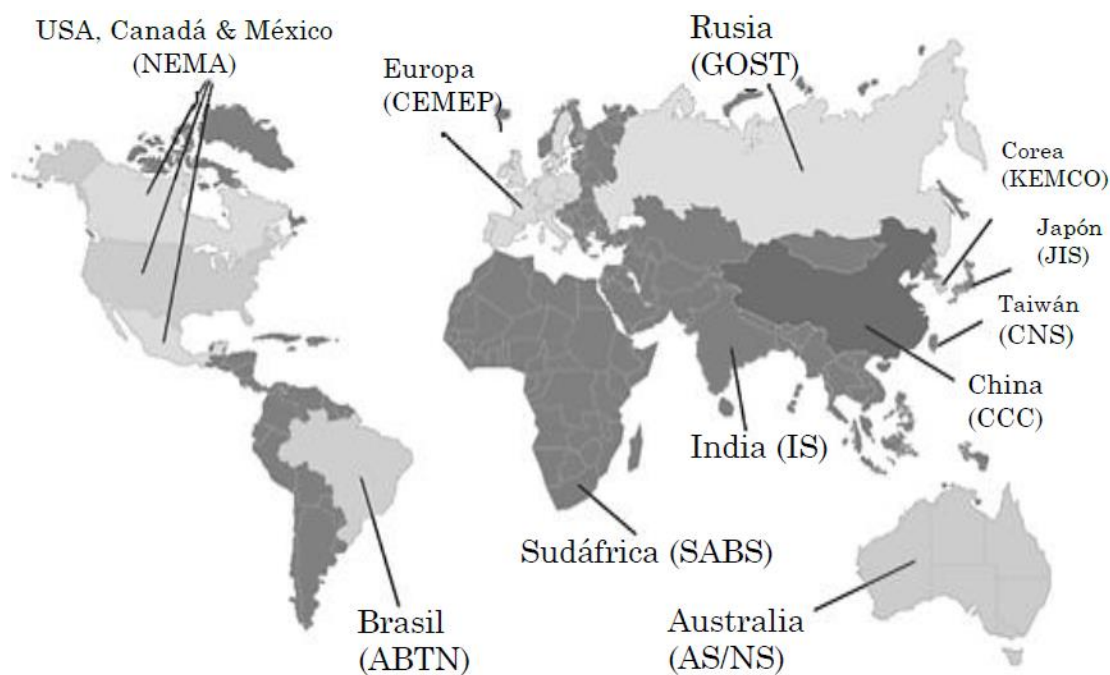 USA, Canadá & México
(NEMA)
Europa
(CEMEP)
Rusia
(GOST)
Corea
(KEMCO)
Japón
(JIS)
Taiwán
(CNS)
China
(CCC)
India (IS)
Sudáfrica (SABS)
Brasil
(ABTN)
Australia
(AS/NS)